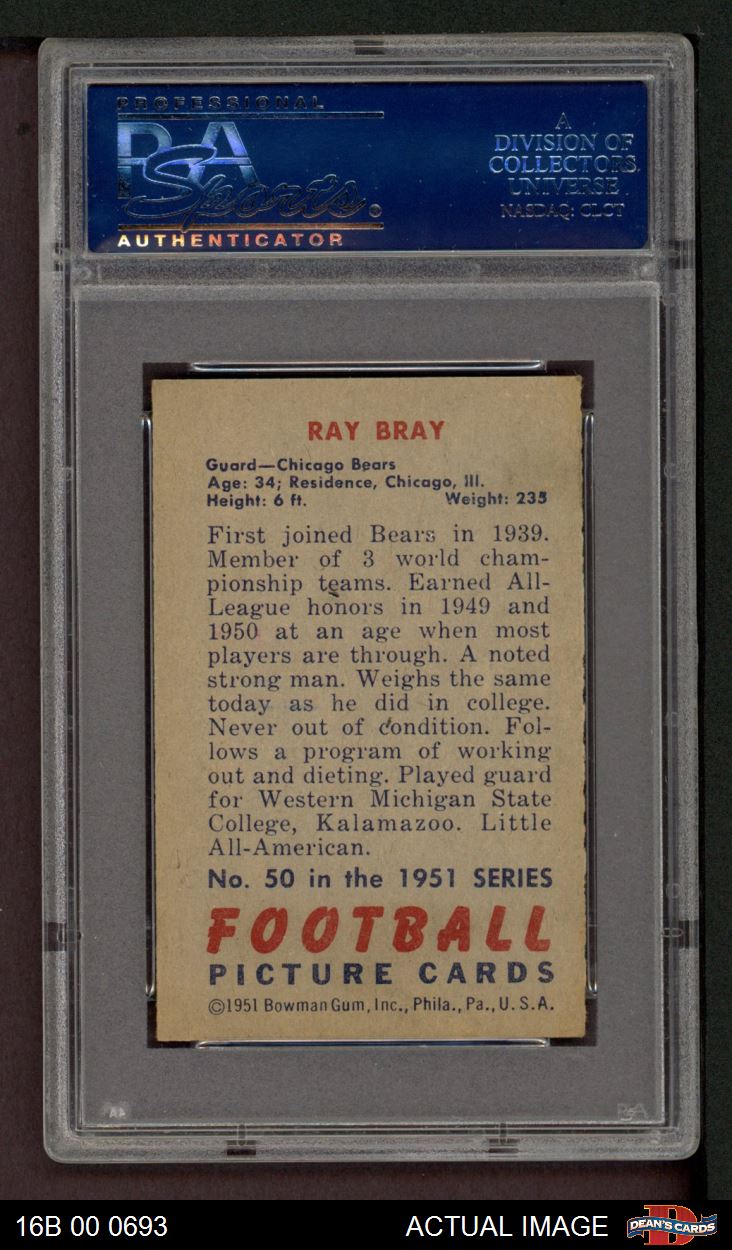 PROFESSIONAL
PSA
Sports
AUTHENTICATOR
A
DIVISION OF
COLLECTORS
UNIVERSE
NASDAQ: CLCT
RAY BRAY
Guard—Chicago Bears
Age: 34; Residence, Chicago, Ill.
Height: 6 ft. Weight: 235
First joined Bears in 1939.
Member of 3 world cham-
pionship teams. Earned All-
League honors in 1949 and
1950 at an age when most
players are through. A noted
strong man. Weighs the same
today as he did in college.
Never out of condition. Fol-
lows a program of working
out and dieting. Played guard
for Western Michigan State
College, Kalamazoo. Little
All-American.
No. 50 in the 1951 SERIES
FOOTBALL
PICTURE CARDS
©1951 Bowman Gum, Inc., Phila., Pa., U.S.A.
PSA
16B 00 0693 ACTUAL IMAGE DEAN'S CARDS